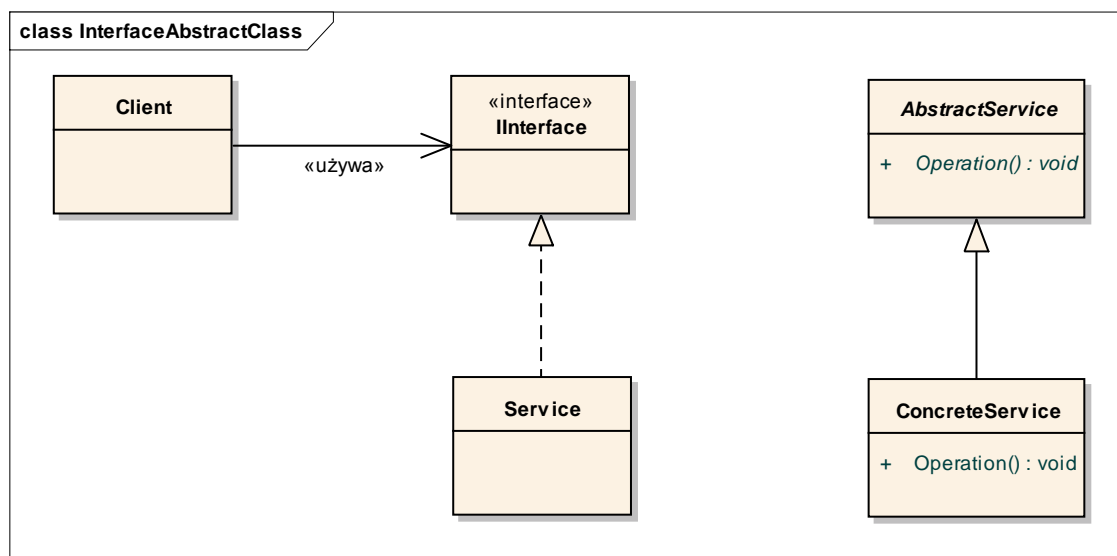 class InterfaceAbstractClass
Client
«interface»
IInterface
«używa»
AbstractService
+ Operation() : void
Service
ConcreteService
+ Operation() : void